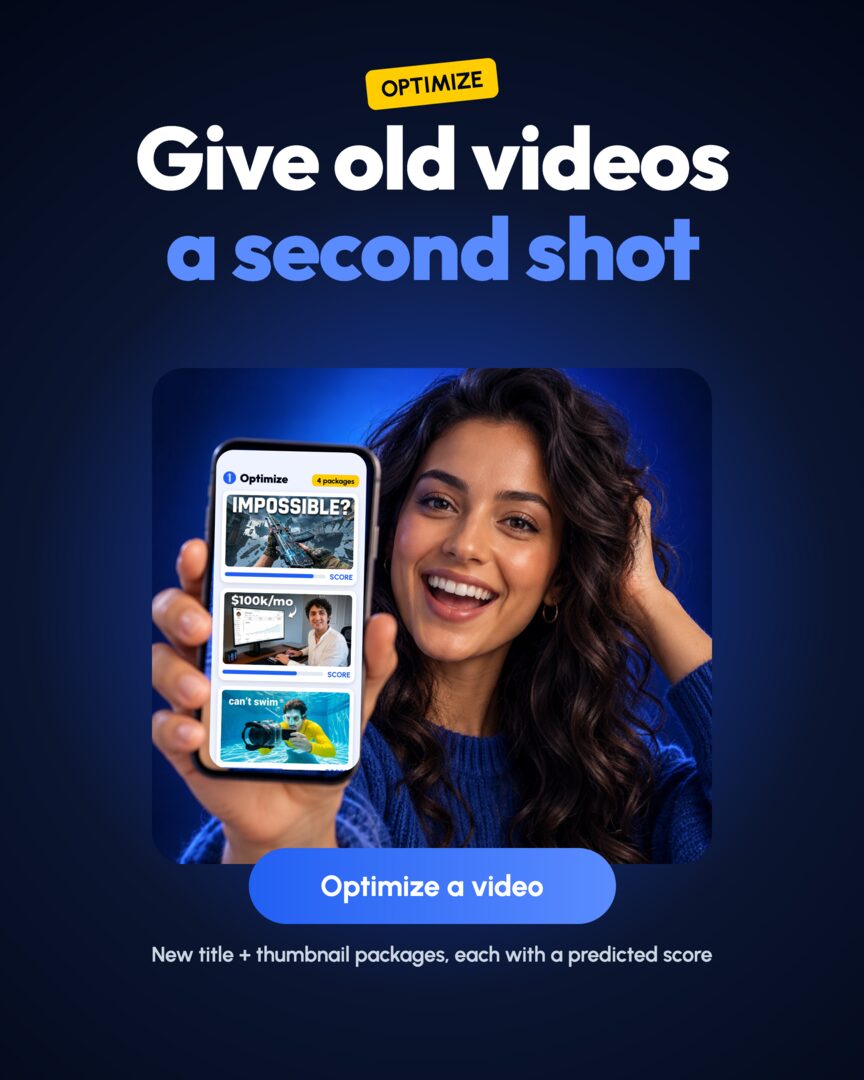 OPTIMIZE
Give old videos
a second shot
Optimize
4 packages
IMPOSSIBLE?
SCORE
$100k/mo
SCORE
can't swim
Optimize a video
New title + thumbnail packages, each with a predicted score